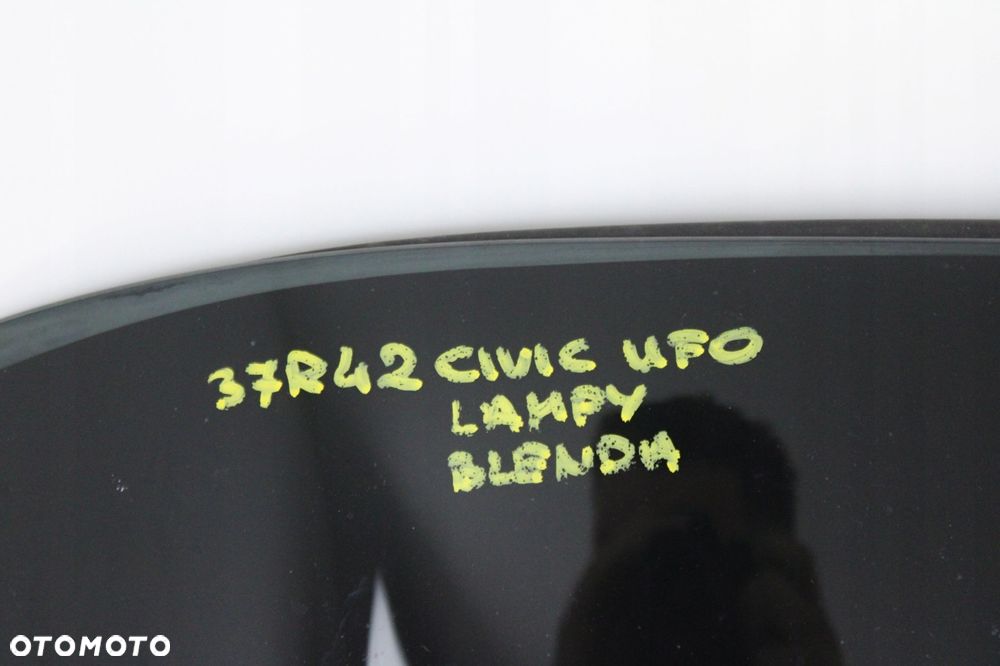 37R42 CIVIC UFO
LAMPY
BLENDA
OTOMOTO